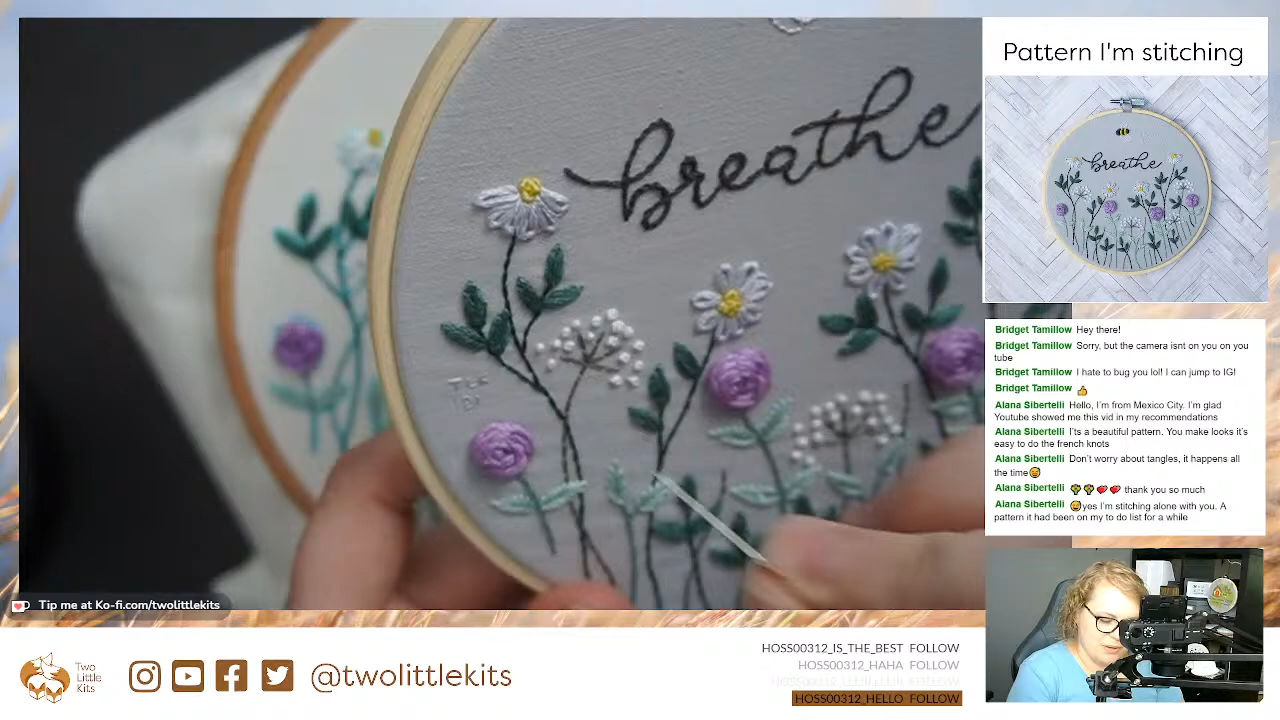 breathe
Pattern I'm stitching
breathe
Bridget Tamillow Hey there!
Bridget Tamillow Sorry, but the camera isnt on you on you
tube
Bridget Tamillow I hate to bug you lol! I can jump to IG!
Bridget Tamillow 👍
Alana Sibertelli Hello, I'm from Mexico City. I'm glad
Youtube showed me this vid in my recommendations
Alana Sibertelli I'ts a beautiful pattern. You make looks it's
easy to do the french knots
Alana Sibertelli Don't worry about tangles, it happens all
the time😅
Alana Sibertelli 🌻🌻❤️❤️ thank you so much
Alana Sibertelli 😅yes I'm stitching alone with you. A
pattern it had been on my to do list for a while
Tip me at Ko-fi.com/twolittlekits
Two
Little
Kits
@twolittlekits
HOSS00312_IS_THE_BEST FOLLOW
HOSS00312_HAHA FOLLOW
HOSS00312_HELLO FOLLOW